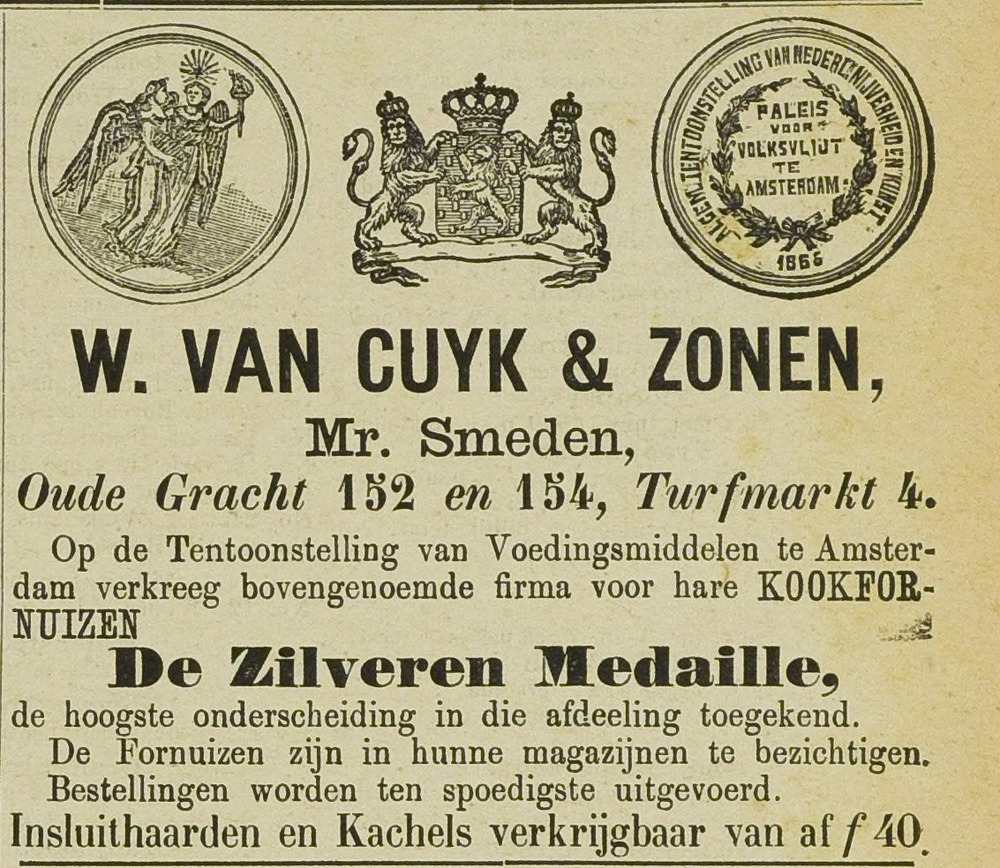 ALGEM: TENTOONSTELLING VAN NEDERL: NIJVERHEID EN KUNST
PALEIS
VOOR
VOLKSVLIJT
TE
AMSTERDAM
W. VAN CUYK & ZONEN,
Mr. Smeden,
Oude Gracht 152 en 154, Turfmarkt 4.
Op de Tentoonstelling van Voedingsmiddelen te Amster-
dam verkreeg bovengenoemde firma voor hare KOOKFOR-
NUIZEN
De Zilveren Medaille,
de hoogste onderscheiding in die afdeeling toegekend.
De Fornuizen zijn in hunne magazijnen te bezichtigen.
Bestellingen worden ten spoedigste uitgevoerd.
Insluithaarden en Kachels verkrijgbaar van af f 40.